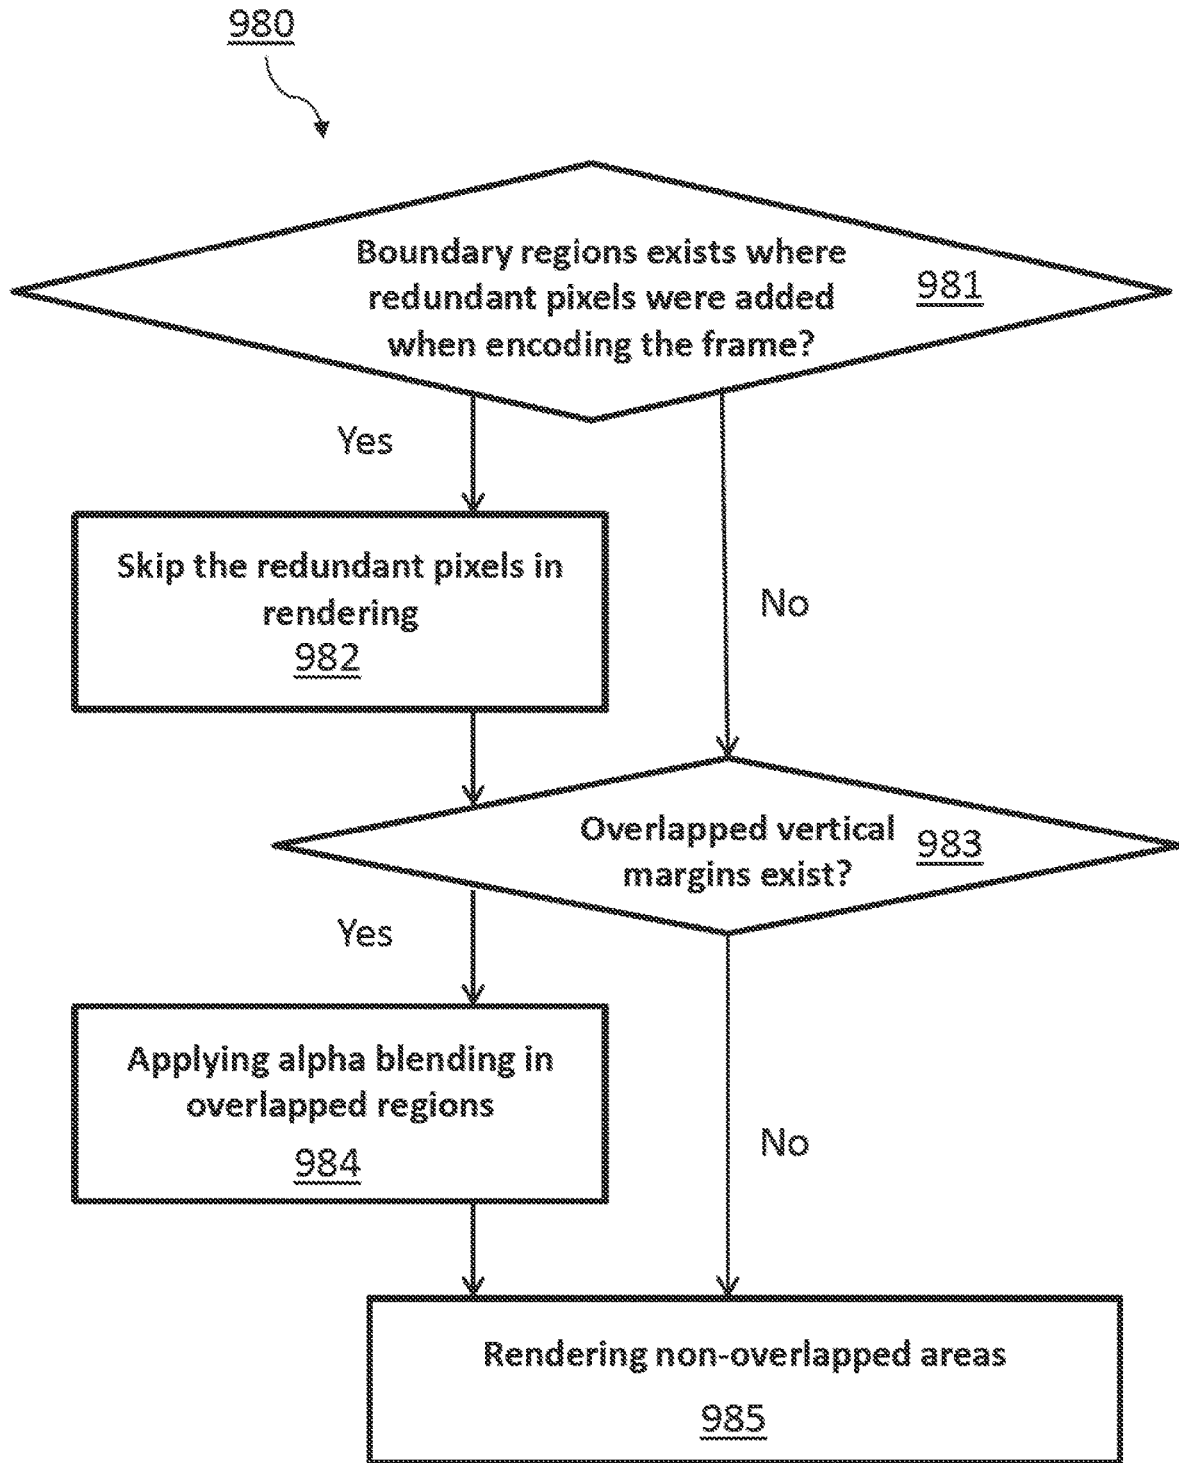 980
Boundary regions exists where
redundant pixels were added
when encoding the frame?
981
Yes
Skip the redundant pixels in
rendering
982
No
Overlapped vertical
margins exist?
983
Yes
Applying alpha blending in
overlapped regions
984
No
Rendering non-overlapped areas
985